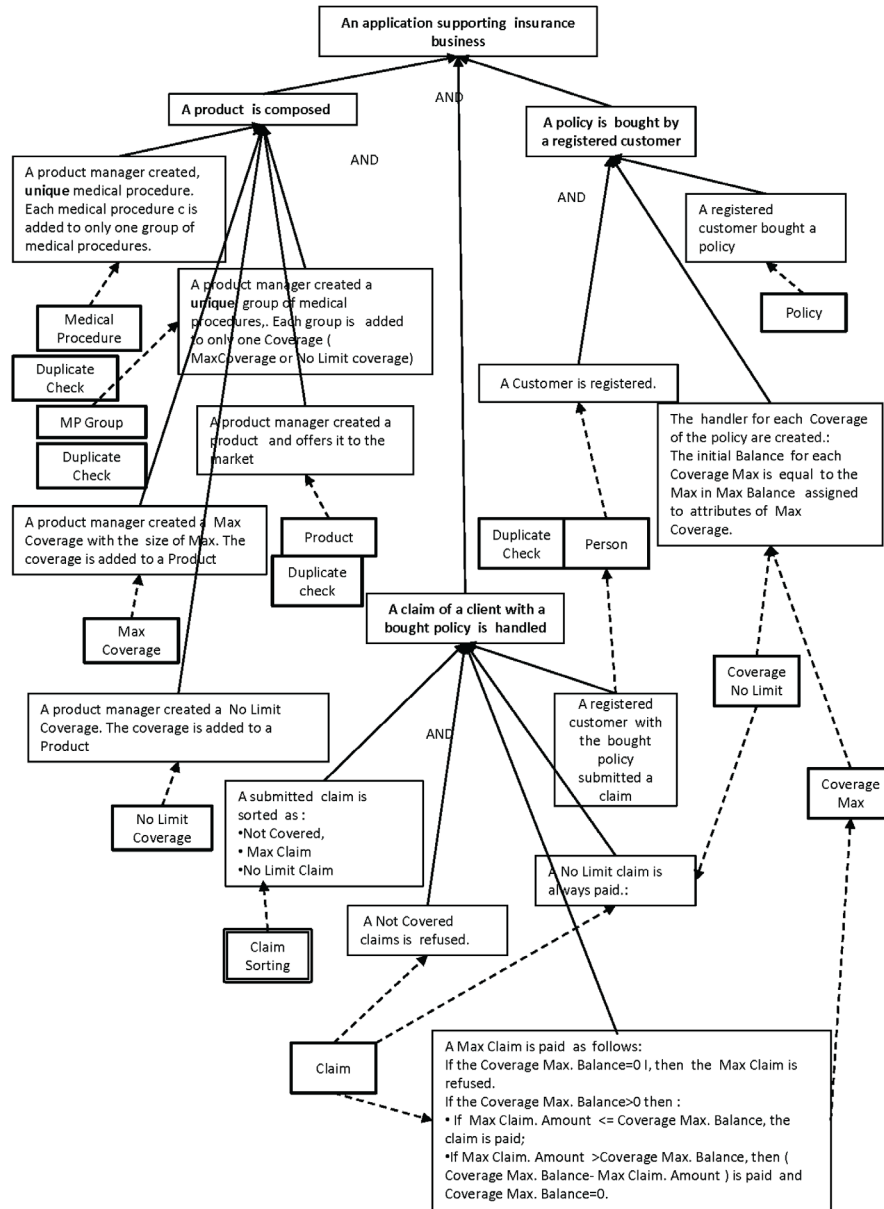 An application supporting insurance
business
AND
A product is composed
A policy is bought by
a registered customer
AND
AND
A product manager created,
unique medical procedure.
Each medical procedure c is
added to only one group of
medical procedures.
A registered
customer bought a
policy
A product manager created a
unique group of medical
procedures,. Each group is added
to only one Coverage (
MaxCoverage or No Limit coverage)
Medical
Procedure
Policy
Duplicate
Check
A Customer is registered.
MP Group
Duplicate
Check
A product manager created a
product and offers it to the
market
The handler for each Coverage
of the policy are created.:
The initial Balance for each
Coverage Max is equal to the
Max in Max Balance assigned
to attributes of Max
Coverage.
A product manager created a Max
Coverage with the size of Max. The
coverage is added to a Product
Product
Duplicate
check
Duplicate
Check
Person
Max
Coverage
A claim of a client with a
bought policy is handled
Coverage
No Limit
A product manager created a No Limit
Coverage. The coverage is added to a
Product
AND
A registered
customer with
the bought
policy
submitted a
claim
Coverage
Max
No Limit
Coverage
A submitted claim is
sorted as :
•Not Covered,
• Max Claim
•No Limit Claim
A No Limit claim is
always paid.:
A Not Covered
claims is refused.
Claim
Sorting
Claim
A Max Claim is paid as follows:
If the Coverage Max. Balance=0 I, then the Max Claim is
refused.
If the Coverage Max. Balance>0 then :
• If Max Claim. Amount <= Coverage Max. Balance, the
claim is paid;
•If Max Claim. Amount >Coverage Max. Balance, then (
Coverage Max. Balance- Max Claim. Amount ) is paid and
Coverage Max. Balance=0.